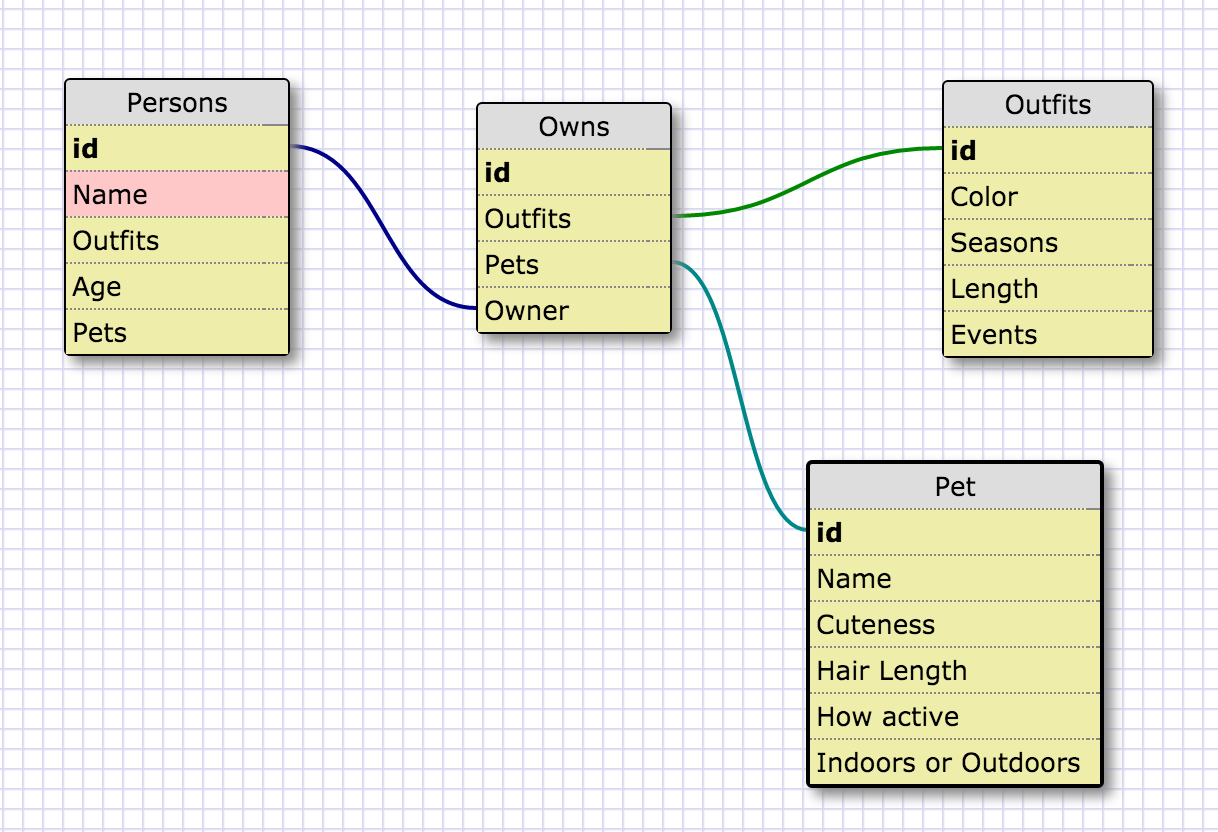 Persons
id
Name
Outfits
Age
Pets
Owns
id
Outfits
Pets
Owner
Outfits
id
Color
Seasons
Length
Events
Pet
id
Name
Cuteness
Hair Length
How active
Indoors or Outdoors